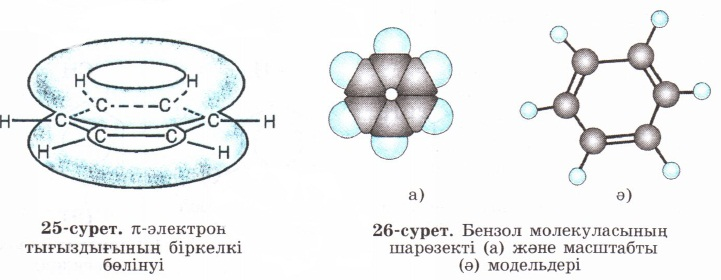 H H
C C
H C C H
C C
H H
а) ә)
25-сурет. π-электрон
тығыздығының біркелкі
бөлінуі
26-сурет. Бензол молекуласының
шарөзекті (а) және масштабты
(ә) модельдері